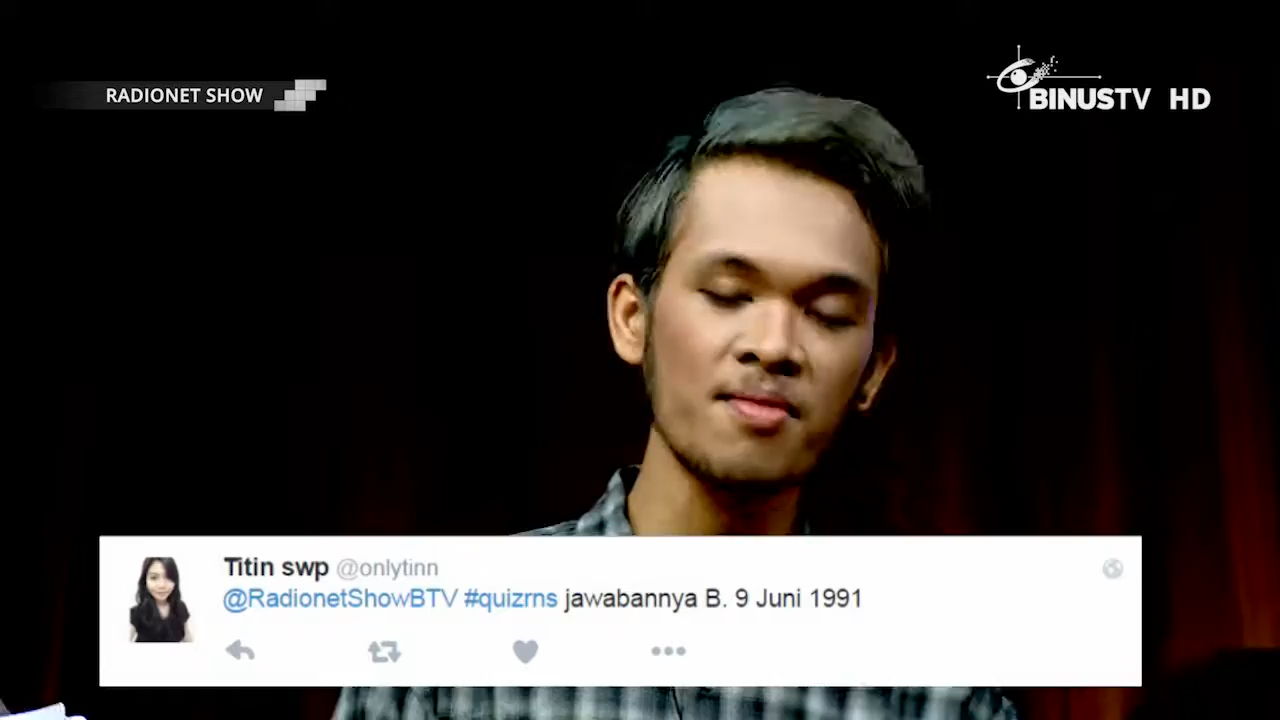 RADIONET SHOW
BINUSTV HD
Titin swp @onlytinn
@RadionetShowBTV #quizrns jawabannya B. 9 Juni 1991